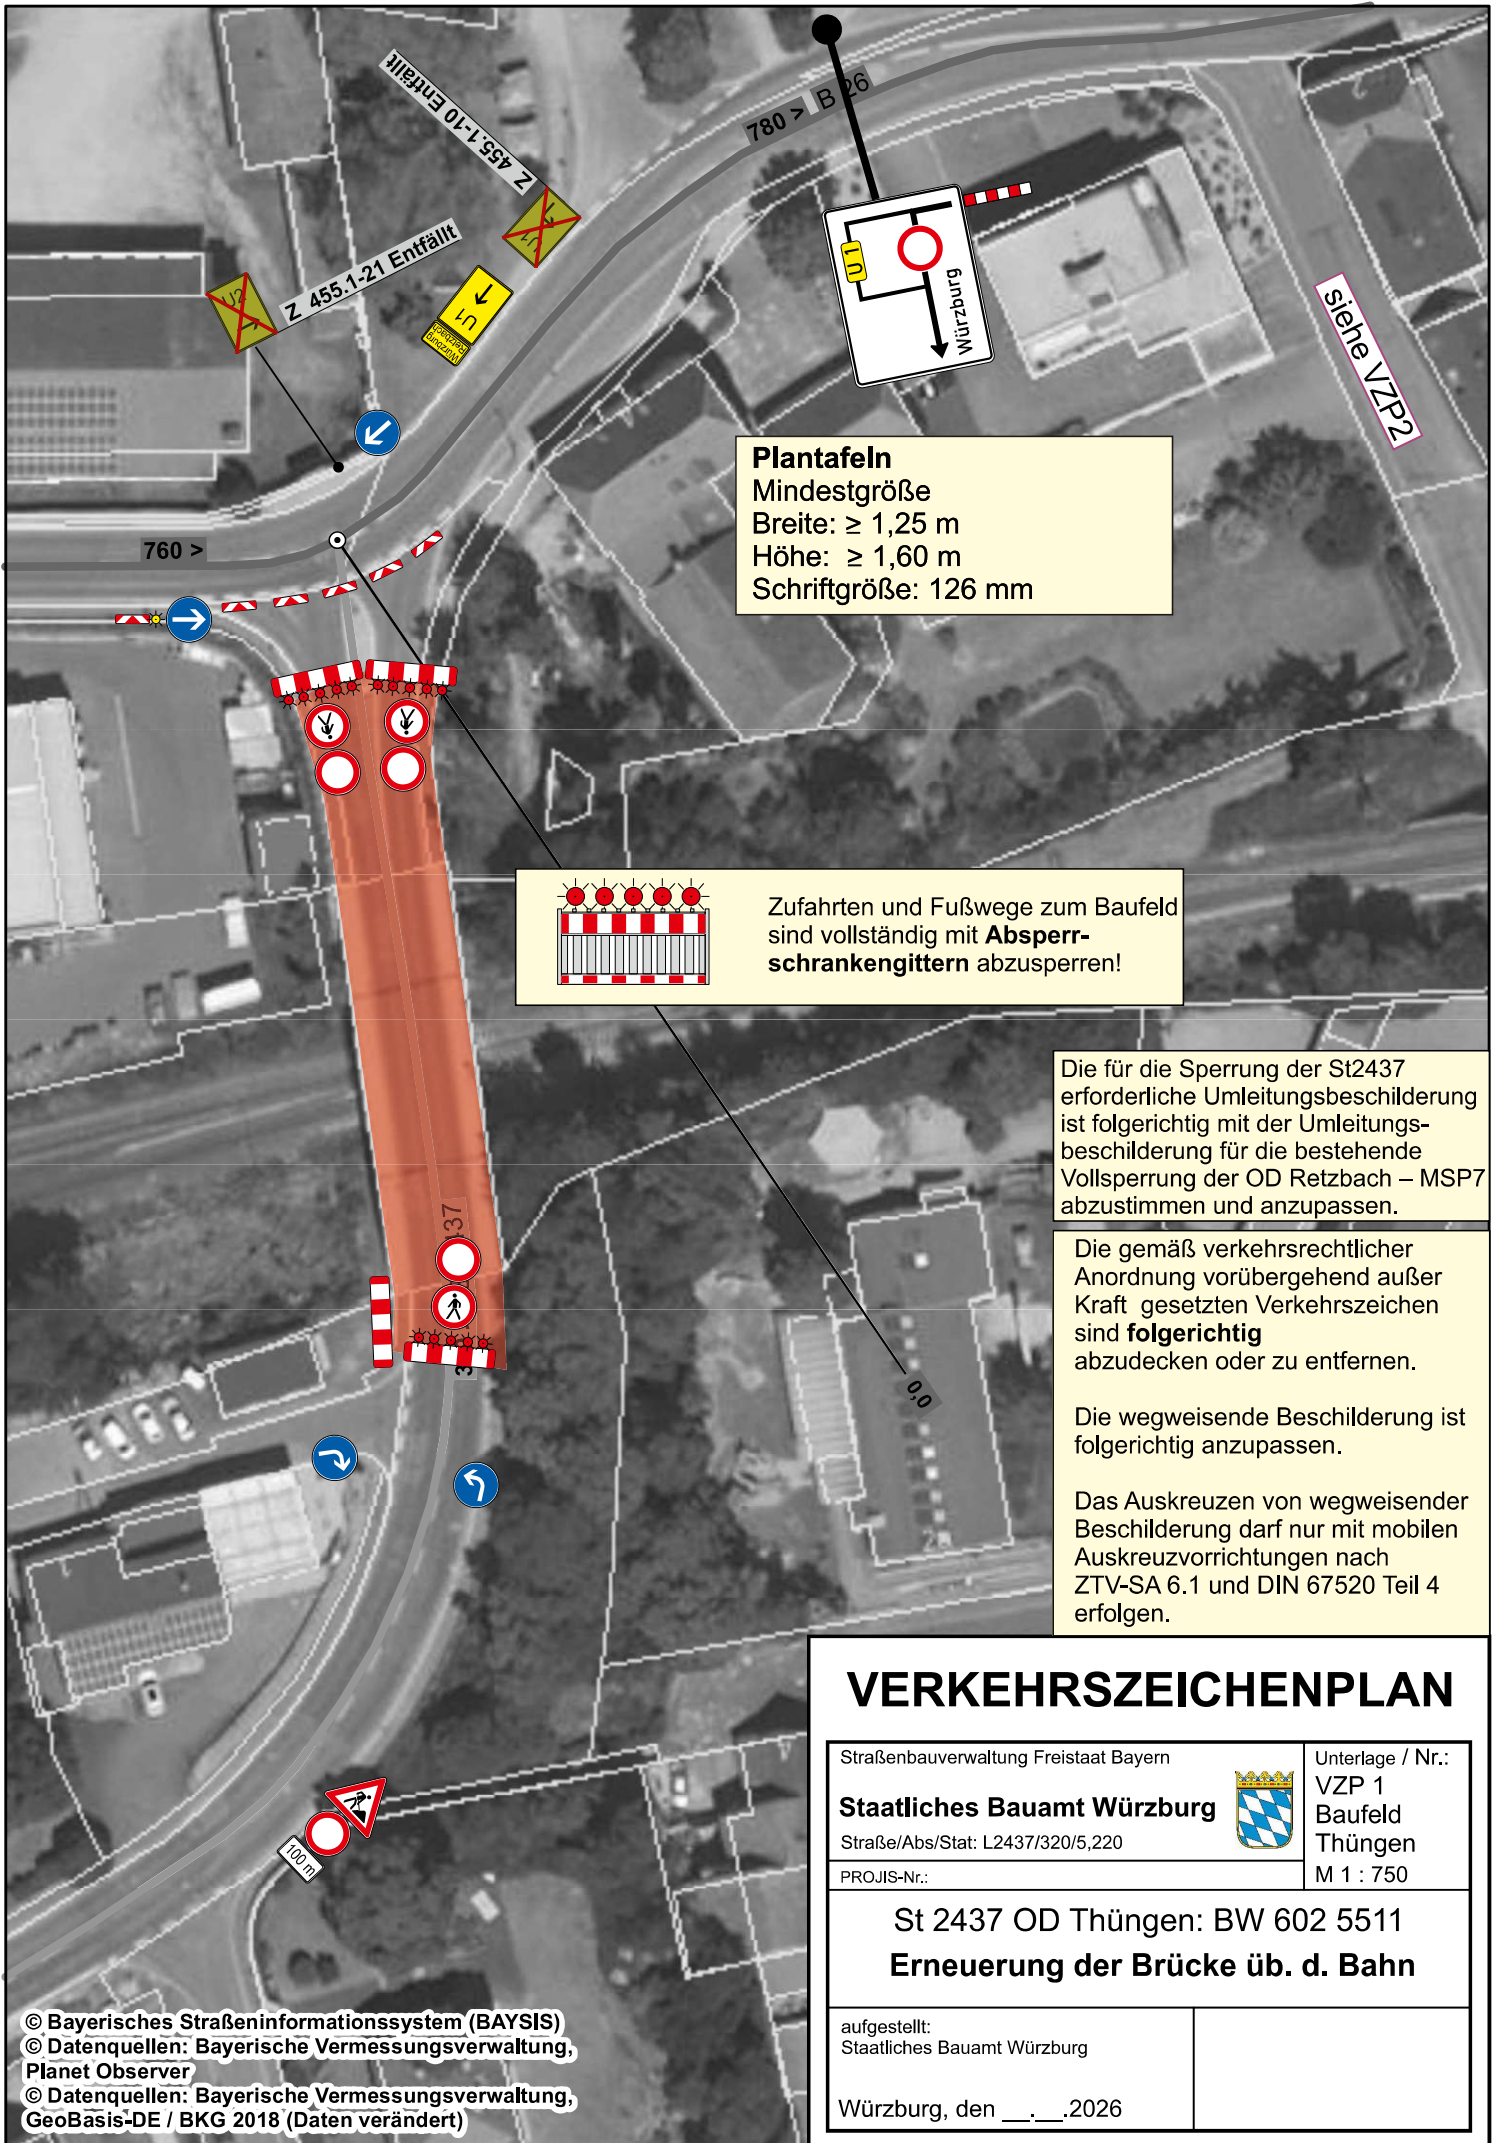 Z 455.1-10 Entfällt
780 >
B 26
U1
Z 455.1-21 Entfällt
U2
U1
Würzburg
Retzbach
U 1
Würzburg
siehe VZP2
Plantafeln
Mindestgröße
Breite: ≥ 1,25 m
Höhe: ≥ 1,60 m
Schriftgröße: 126 mm
760 >
Zufahrten und Fußwege zum Baufeld
sind vollständig mit Absperr-
schrankengittern abzusperren!
Die für die Sperrung der St2437
erforderliche Umleitungsbeschilderung
ist folgerichtig mit der Umleitungs-
beschilderung für die bestehende
Vollsperrung der OD Retzbach – MSP7
abzustimmen und anzupassen.
Die gemäß verkehrsrechtlicher
Anordnung vorübergehend außer
Kraft gesetzten Verkehrszeichen
sind folgerichtig
abzudecken oder zu entfernen.
Die wegweisende Beschilderung ist
folgerichtig anzupassen.
Das Auskreuzen von wegweisender
Beschilderung darf nur mit mobilen
Auskreuzvorrichtungen nach
ZTV-SA 6.1 und DIN 67520 Teil 4
erfolgen.
0,0
100 m
VERKEHRSZEICHENPLAN
Straßenbauverwaltung Freistaat Bayern
Staatliches Bauamt Würzburg
Straße/Abs/Stat: L2437/320/5,220
PROJIS-Nr.:
Unterlage / Nr.:
VZP 1
Baufeld
Thüngen
M 1 : 750
St 2437 OD Thüngen: BW 602 5511
Erneuerung der Brücke üb. d. Bahn
aufgestellt:
Staatliches Bauamt Würzburg
Würzburg, den __.__.2026
© Bayerisches Straßeninformationssystem (BAYSIS)
© Datenquellen: Bayerische Vermessungsverwaltung,
Planet Observer
© Datenquellen: Bayerische Vermessungsverwaltung,
GeoBasis-DE / BKG 2018 (Daten verändert)